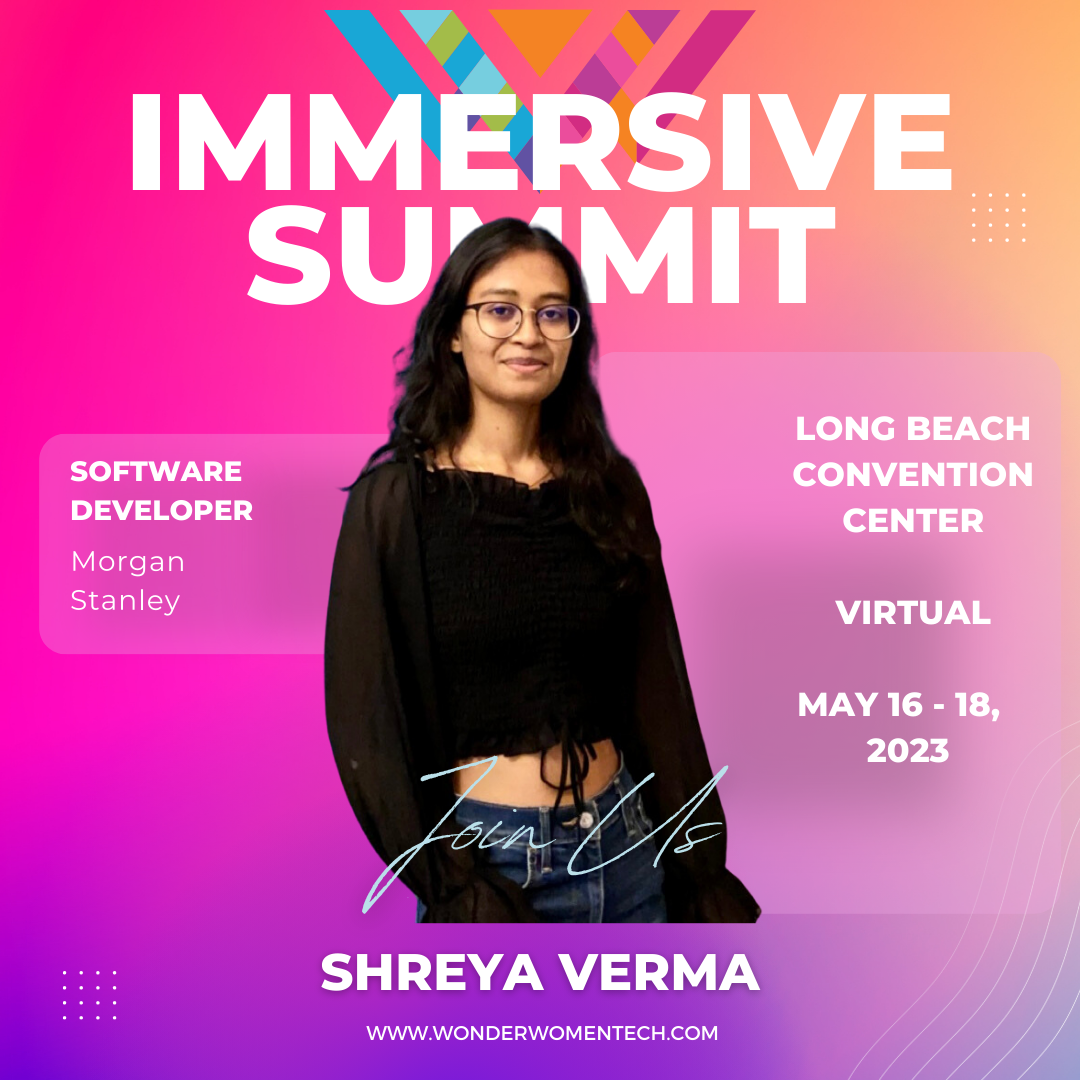 IMMERSIVE
SUMMIT
SOFTWARE
DEVELOPER
Morgan
Stanley
LONG BEACH
CONVENTION
CENTER
VIRTUAL
MAY 16 - 18,
2023
Join Us
SHREYA VERMA
WWW.WONDERWOMENTECH.COM